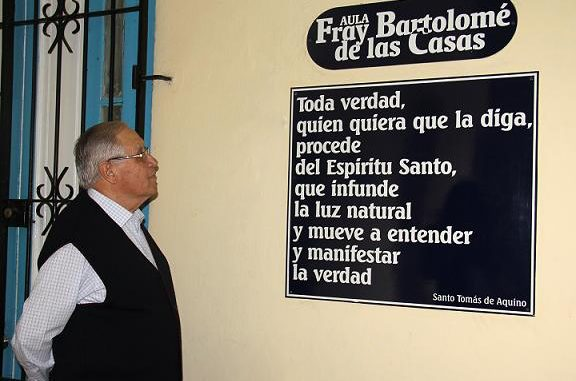 AULA
Fray Bartolomé
de las Casas
Toda verdad,
quien quiera que la diga,
procede
del Espíritu Santo,
que infunde
la luz natural
y mueve a entender
y manifestar
la verdad
Santo Tomás de Aquino